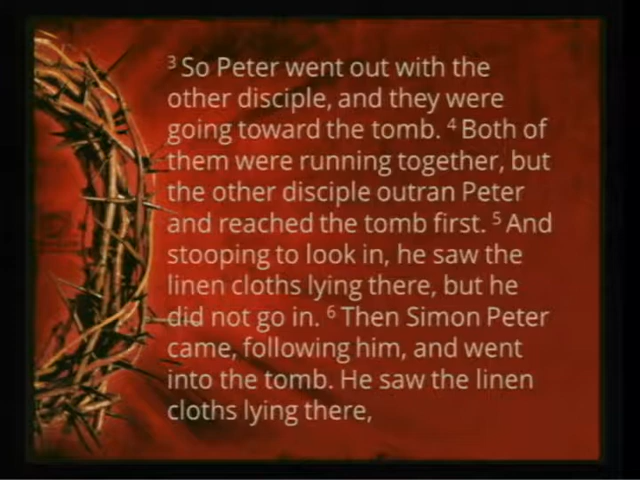 ³ So Peter went out with the
other disciple, and they were
going toward the tomb. ⁴ Both of
them were running together, but
the other disciple outran Peter
and reached the tomb first. ⁵ And
stooping to look in, he saw the
linen cloths lying there, but he
did not go in. ⁶ Then Simon Peter
came, following him, and went
into the tomb. He saw the linen
cloths lying there,